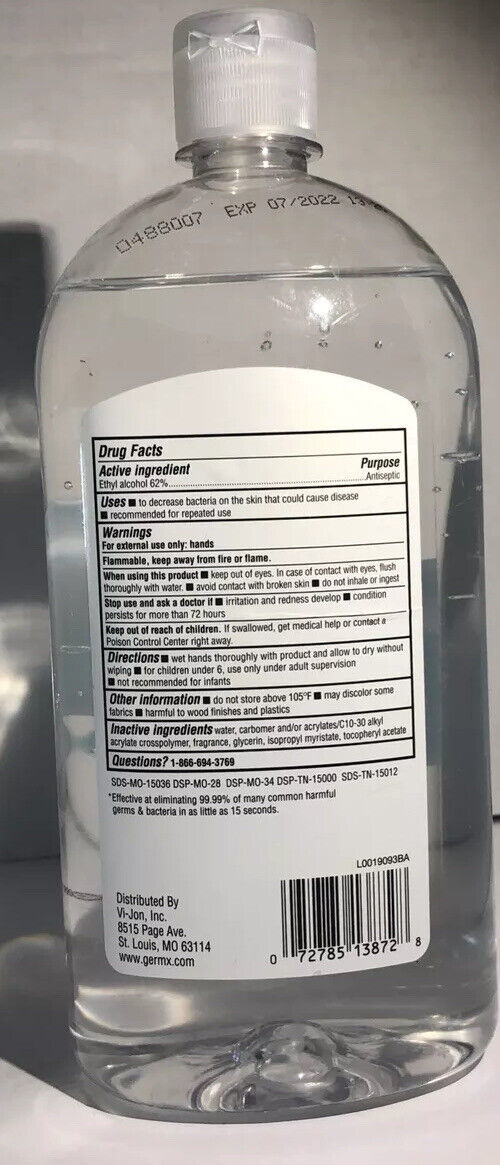 0488007 EXP 07/2022
Drug Facts
Active ingredient Purpose
Ethyl alcohol 62%..........................................................Antiseptic
Uses ■ to decrease bacteria on the skin that could cause disease
■ recommended for repeated use
Warnings
For external use only: hands
Flammable, keep away from fire or flame.
When using this product ■ keep out of eyes. In case of contact with eyes, flush
thoroughly with water. ■ avoid contact with broken skin ■ do not inhale or ingest
Stop use and ask a doctor if ■ irritation and redness develop ■ condition
persists for more than 72 hours
Keep out of reach of children. If swallowed, get medical help or contact a
Poison Control Center right away.
Directions ■ wet hands thoroughly with product and allow to dry without
wiping ■ for children under 6, use only under adult supervision
■ not recommended for infants
Other information ■ do not store above 105°F ■ may discolor some
fabrics ■ harmful to wood finishes and plastics
Inactive ingredients water, carbomer and/or acrylates/C10-30 alkyl
acrylate crosspolymer, fragrance, glycerin, isopropyl myristate, tocopheryl acetate
Questions? 1-866-694-3769
SDS-MO-15036 DSP-MO-28 DSP-MO-34 DSP-TN-15000 SDS-TN-15012
*Effective at eliminating 99.99% of many common harmful
germs & bacteria in as little as 15 seconds.
L0019093BA
Distributed By
Vi-Jon, Inc.
8515 Page Ave.
St. Louis, MO 63114
www.germx.com
0 72785 13872 8